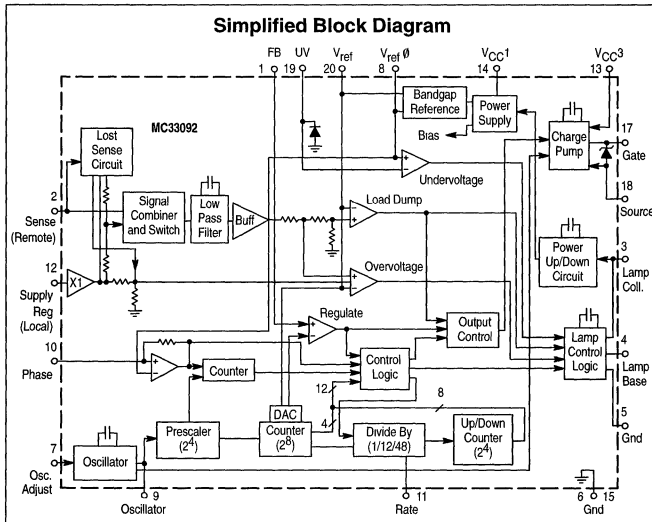 Simplified Block Diagram
FB UV Vref Vref Ø VCC1 VCC3
1 19 20 8 14 13
MC33092
Lost
Sense
Circuit
2
Sense
(Remote)
Signal
Combiner
and Switch
Low
Pass
Filter
Buff
Bandgap
Reference
Power
Supply
Bias
Charge
Pump
17
Gate
18
Source
Undervoltage
Load Dump
Overvoltage
Power
Up/Down
Circuit
3
Lamp
Coll.
12
Supply
Reg
(Local)
X1
10
Phase
Regulate
Counter
Control
Logic
Output
Control
Lamp
Control
Logic
4
Lamp
Base
5
Gnd
12
8
DAC
4
Prescaler
(2⁴)
Counter
(2⁸)
Divide By
(1/12/48)
Up/Down
Counter
(2⁴)
7
Osc.
Adjust
Oscillator
9
Oscillator
11
Rate
6 15
Gnd